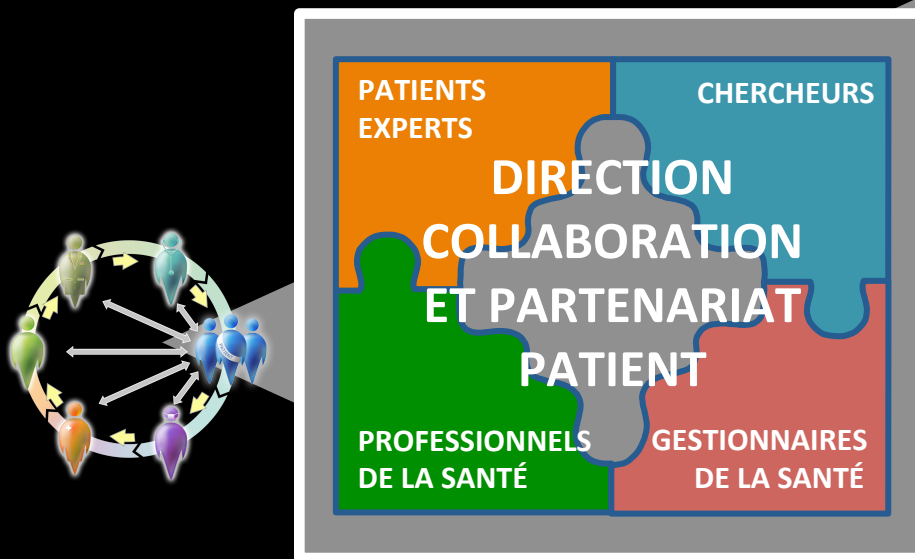 PATIENTS
EXPERTS
CHERCHEURS
DIRECTION
COLLABORATION
ET PARTENARIAT
PATIENT
PROFESSIONNELS
DE LA SANTÉ
GESTIONNAIRES
DE LA SANTÉ